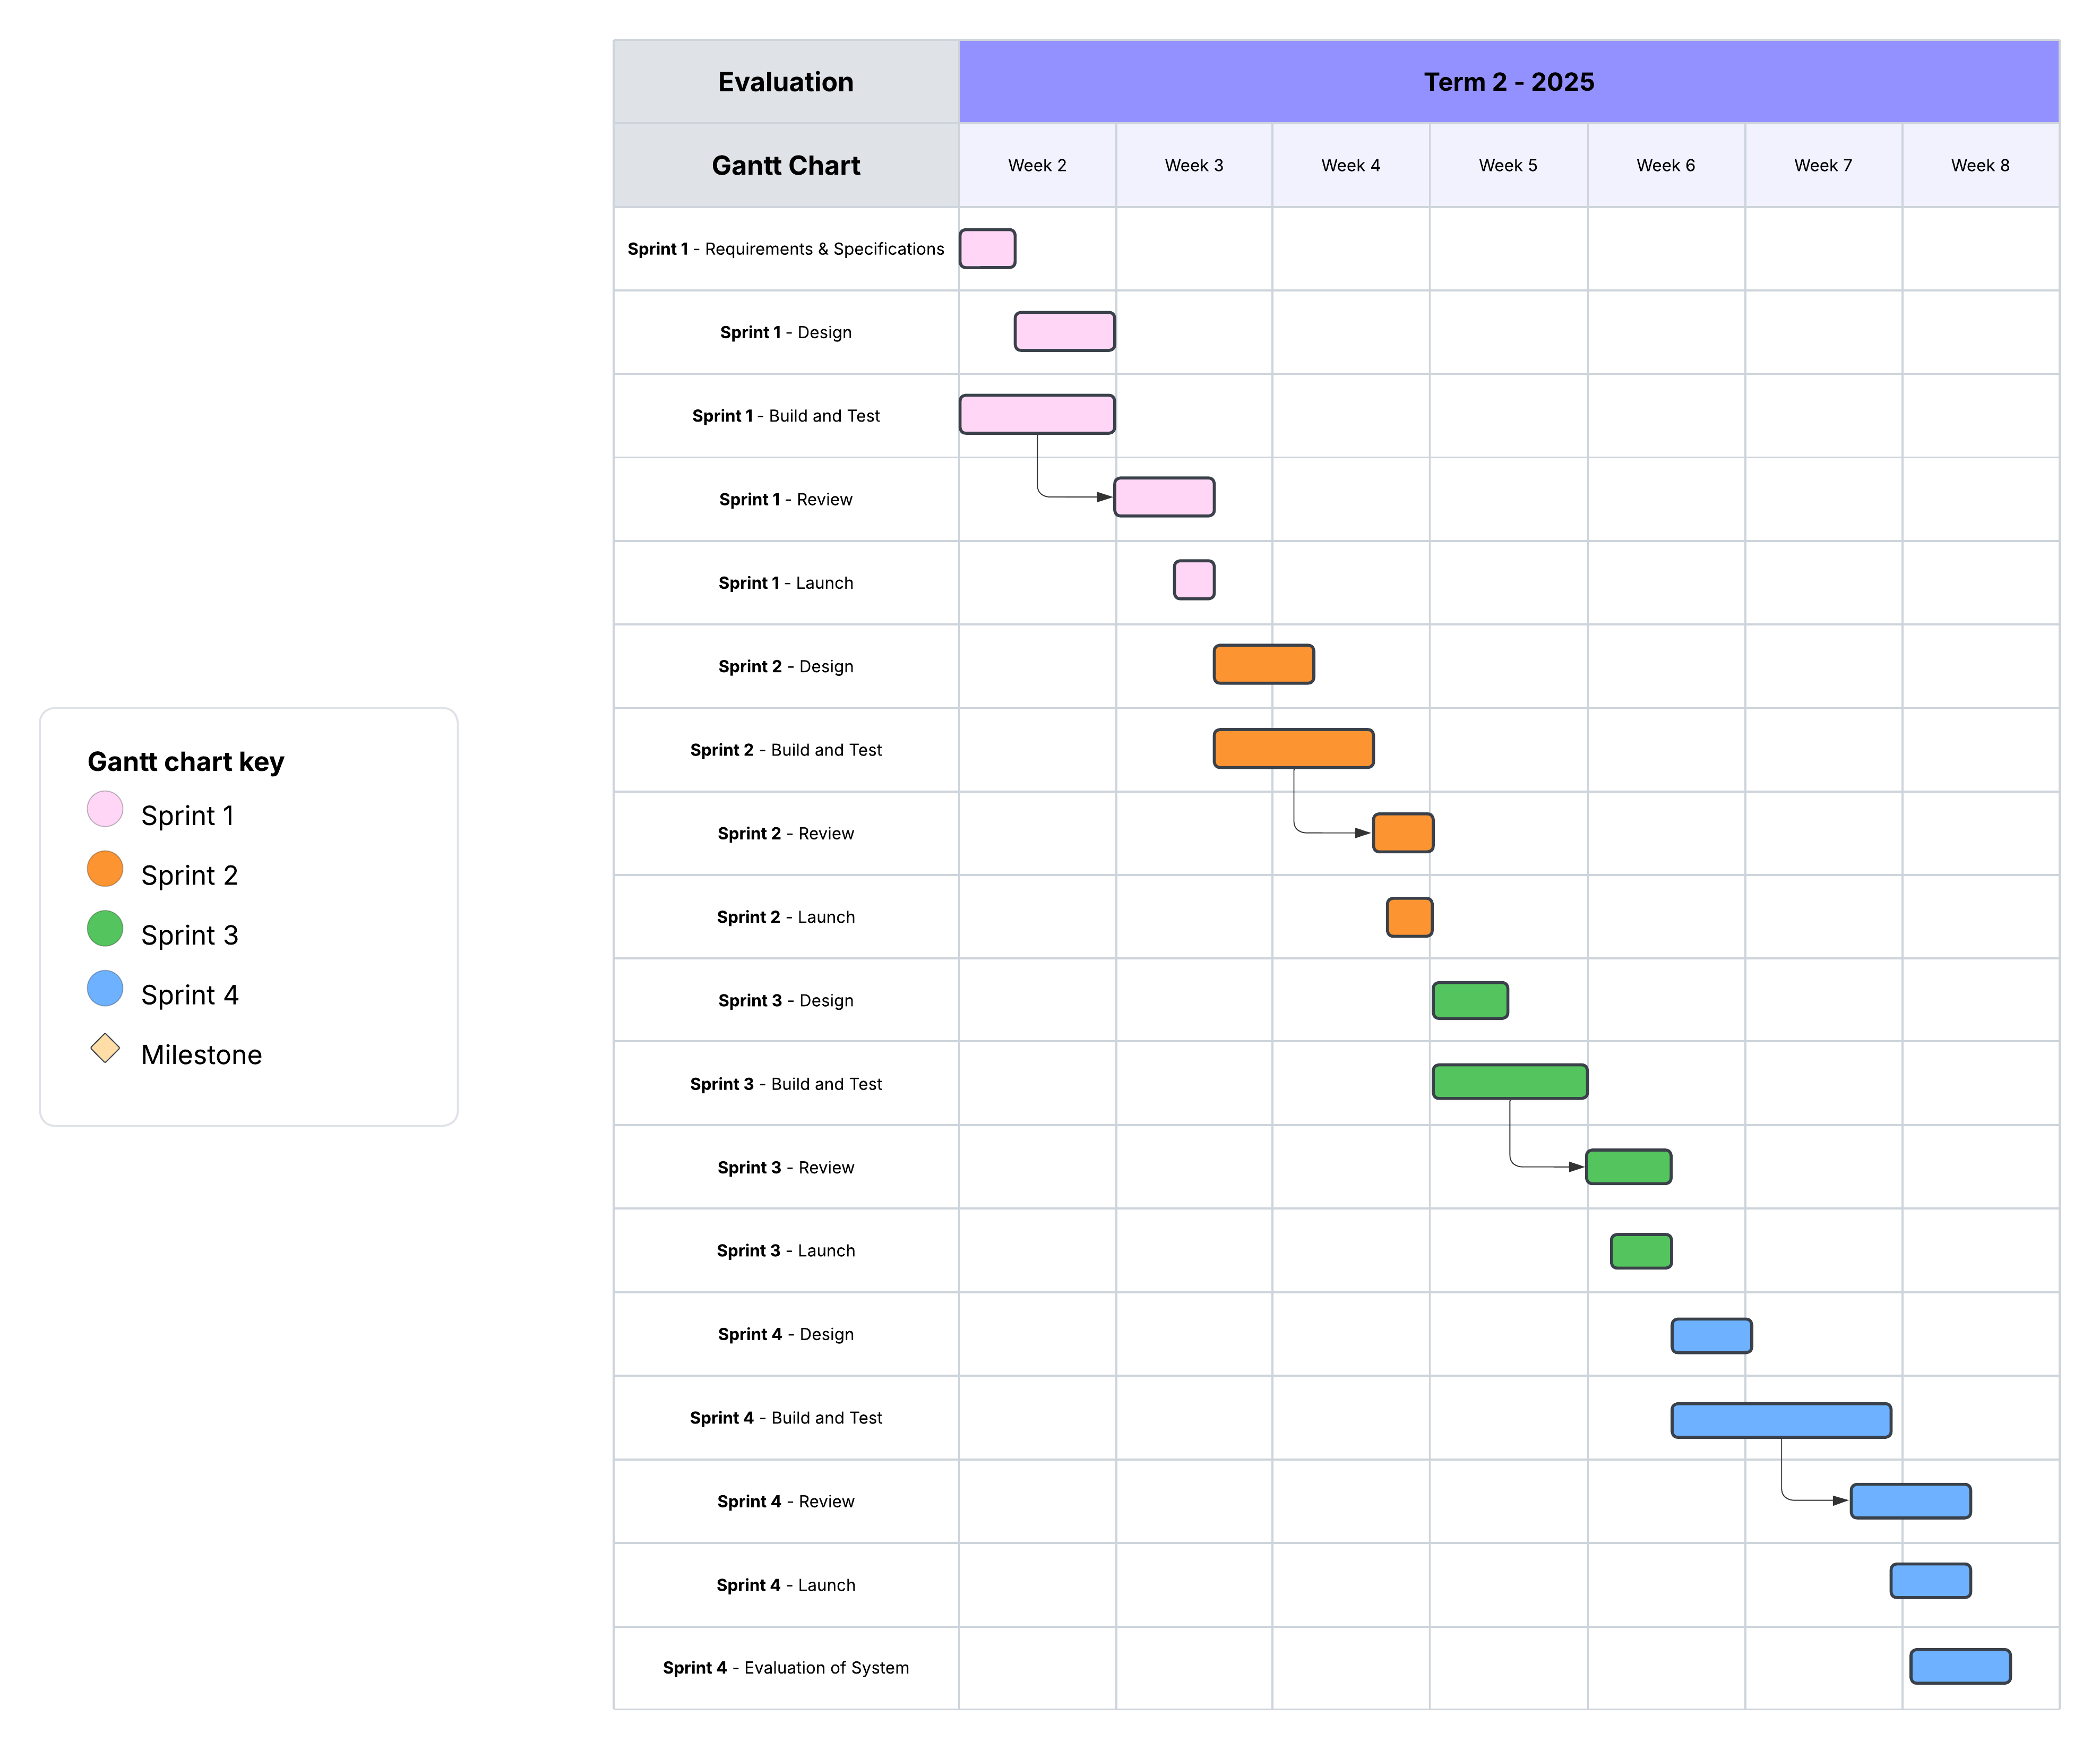 Evaluation
Term 2 - 2025
Gantt Chart
Week 2
Week 3
Week 4
Week 5
Week 6
Week 7
Week 8
Sprint 1 - Requirements & Specifications
Sprint 1 - Design
Sprint 1 - Build and Test
Sprint 1 - Review
Sprint 1 - Launch
Sprint 2 - Design
Sprint 2 - Build and Test
Sprint 2 - Review
Sprint 2 - Launch
Sprint 3 - Design
Sprint 3 - Build and Test
Sprint 3 - Review
Sprint 3 - Launch
Sprint 4 - Design
Sprint 4 - Build and Test
Sprint 4 - Review
Sprint 4 - Launch
Sprint 4 - Evaluation of System
Gantt chart key
Sprint 1
Sprint 2
Sprint 3
Sprint 4
Milestone